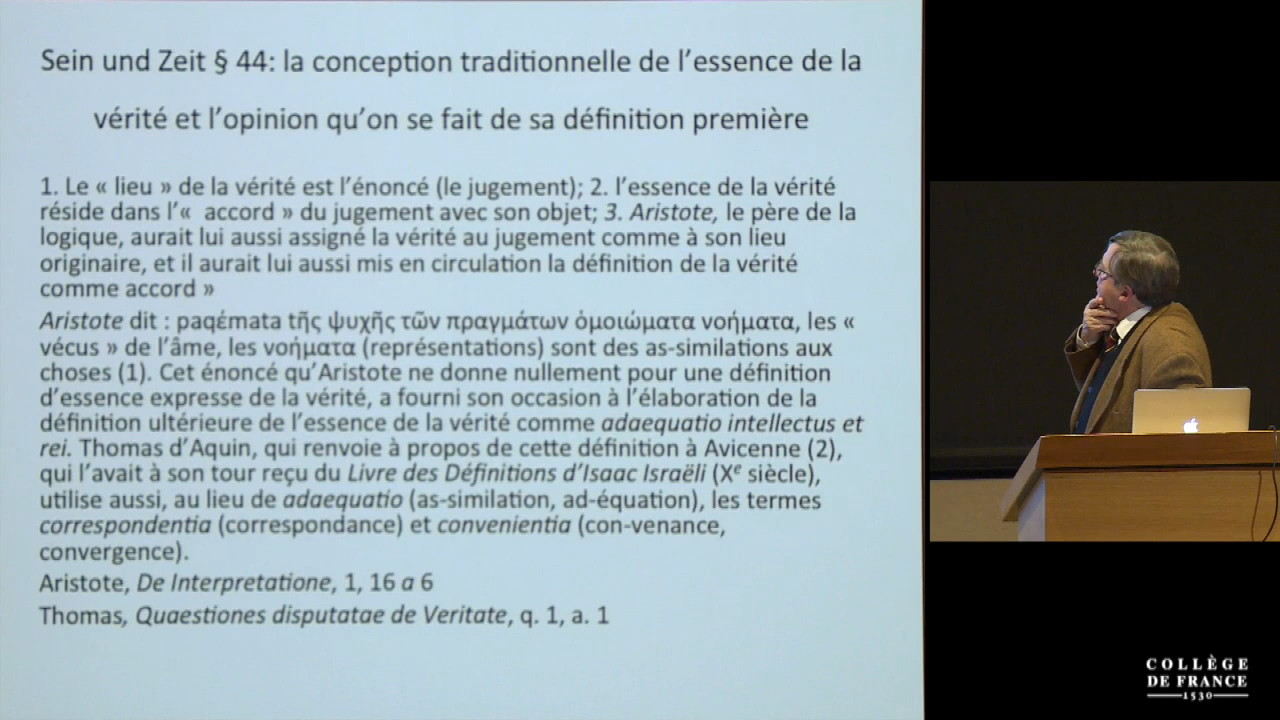 Sein und Zeit § 44: la conception traditionnelle de l’essence de la
vérité et l’opinion qu’on se fait de sa définition première
1. Le « lieu » de la vérité est l’énoncé (le jugement); 2. l’essence de la vérité
réside dans l’«  accord » du jugement avec son objet; 3. Aristote, le père de la
logique, aurait lui aussi assigné la vérité au jugement comme à son lieu
originaire, et il aurait lui aussi mis en circulation la définition de la vérité
comme accord »
Aristote dit : paqémata tῆς ψυχῆς τῶν πραγμάτων ὁμοιώματα νοήματα, les «
vécus » de l’âme, les νοήματα (représentations) sont des as-similations aux
choses (1). Cet énoncé qu’Aristote ne donne nullement pour une définition
d’essence expresse de la vérité, a fourni son occasion à l’élaboration de la
définition ultérieure de l’essence de la vérité comme adaequatio intellectus et
rei. Thomas d’Aquin, qui renvoie à propos de cette définition à Avicenne (2),
qui l’avait à son tour reçu du Livre des Définitions d’Isaac Israëli (Xe siècle),
utilise aussi, au lieu de adaequatio (as-similation, ad-équation), les termes
correspondentia (correspondance) et convenientia (con-venance,
convergence).
Aristote, De Interpretatione, 1, 16 a 6
Thomas, Quaestiones disputatae de Veritate, q. 1, a. 1
COLLÈGE
DE FRANCE
1530